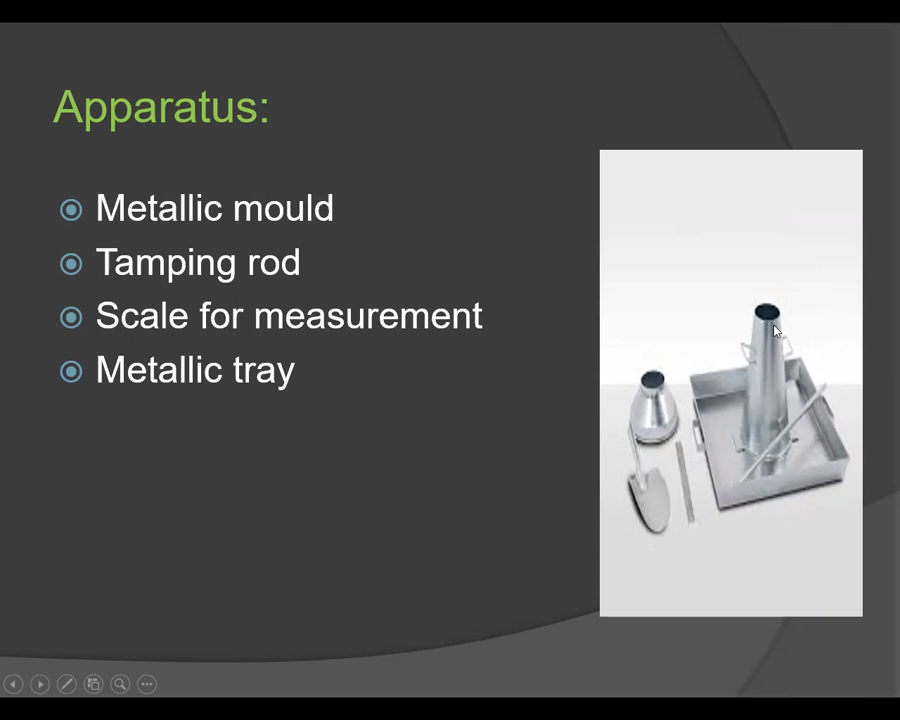 Apparatus:
Metallic mould
Tamping rod
Scale for measurement
Metallic tray